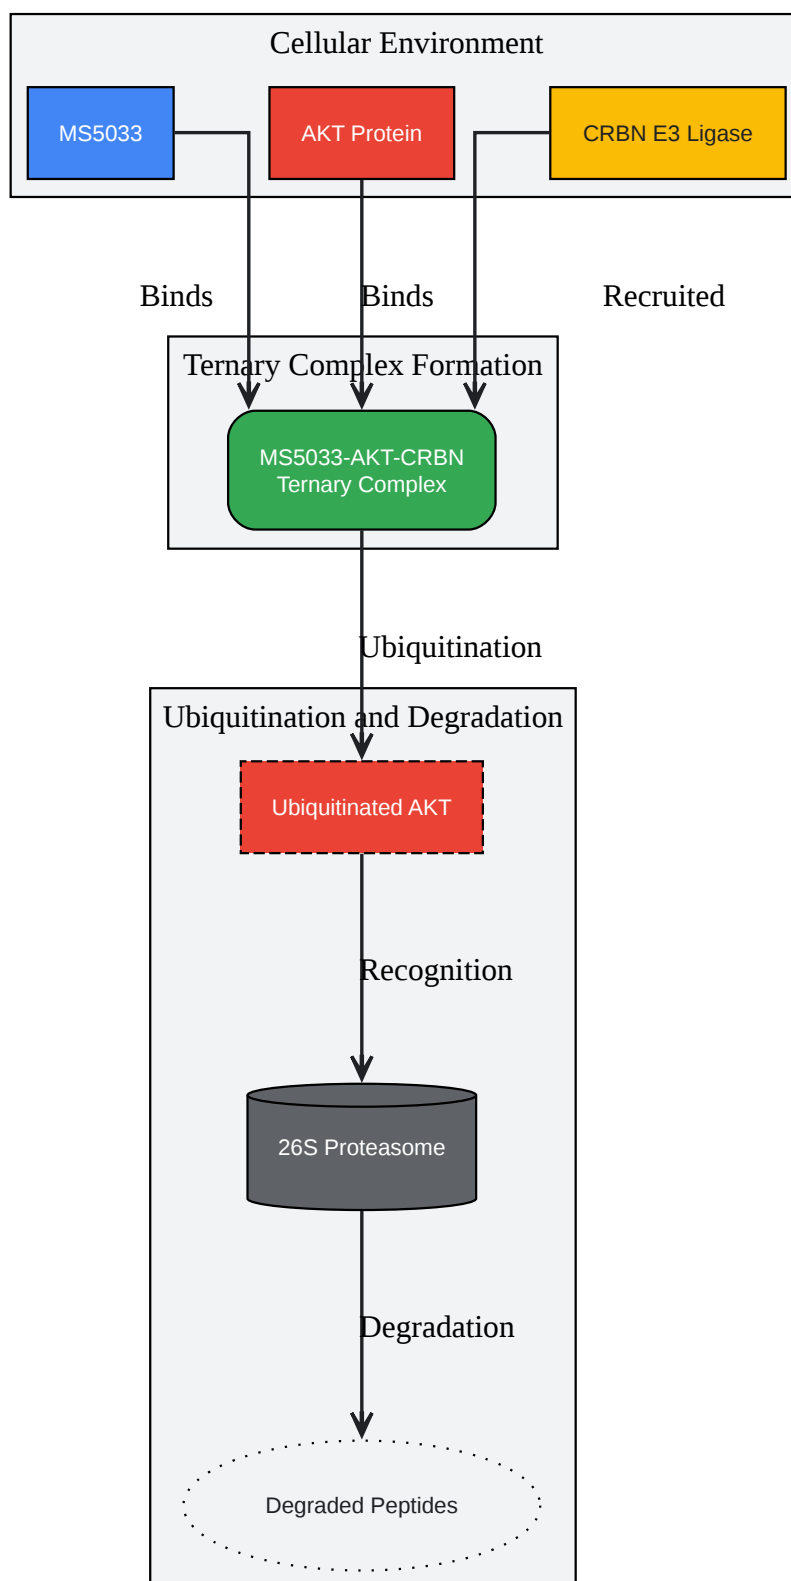 Cellular Environment
MS5033
AKT Protein
CRBN E3 Ligase
Binds
Binds
Recruited
Ternary Complex Formation
MS5033-AKT-CRBN
Ternary Complex
Ubiquitination
Ubiquitination and Degradation
Ubiquitinated AKT
Recognition
26S Proteasome
Degradation
Degraded Peptides